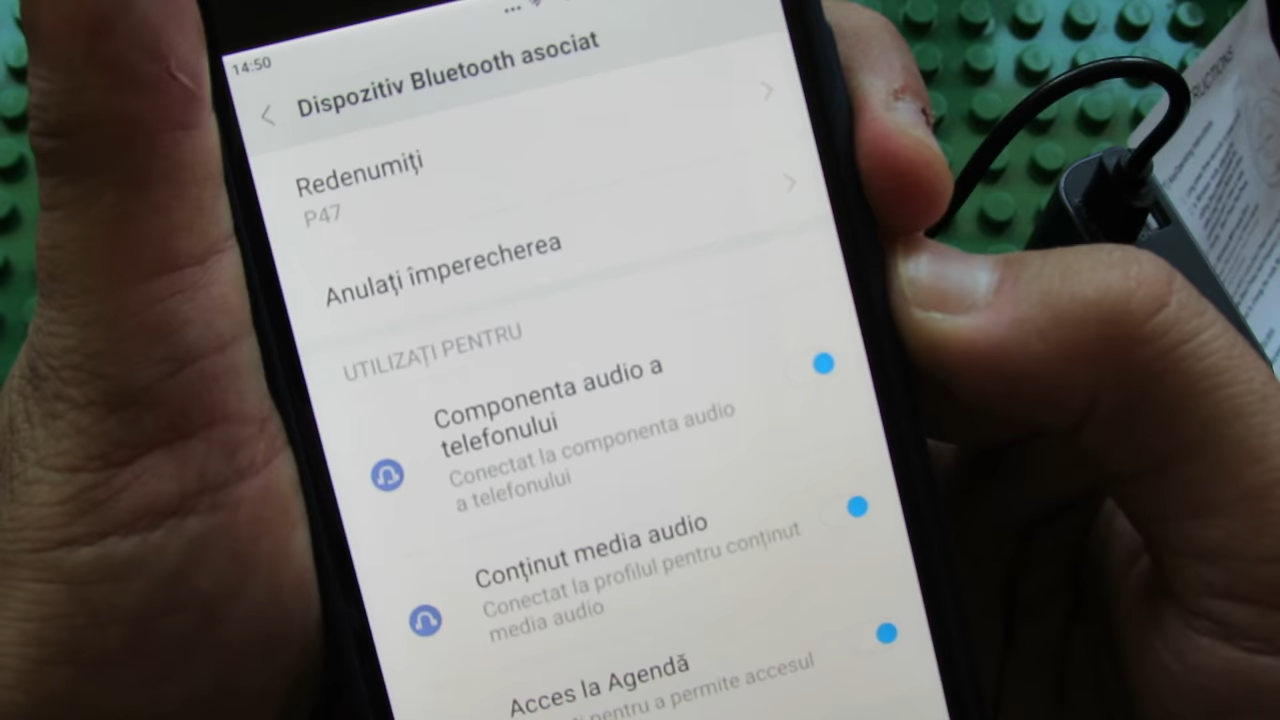 14:50
Dispozitiv Bluetooth asociat
Redenumiți
P47
Anulați împerecherea
UTILIZAȚI PENTRU
Componenta audio a
telefonului
Conectat la componenta audio
a telefonului
Conținut media audio
Conectat la profilul pentru conținut
media audio
Acces la Agendă
pentru a permite accesul
RUCTIONS